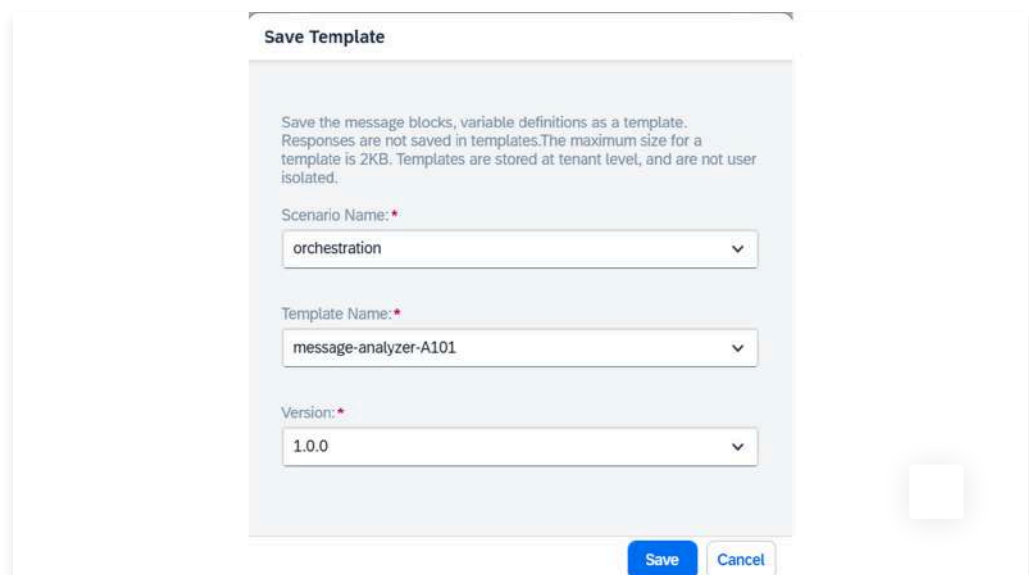 Save Template
Save the message blocks, variable definitions as a template.
Responses are not saved in templates.The maximum size for a
template is 2KB. Templates are stored at tenant level, and are not user
isolated.
Scenario Name:*
orchestration
Template Name:*
message-analyzer-A101
Version:*
1.0.0
Save Cancel